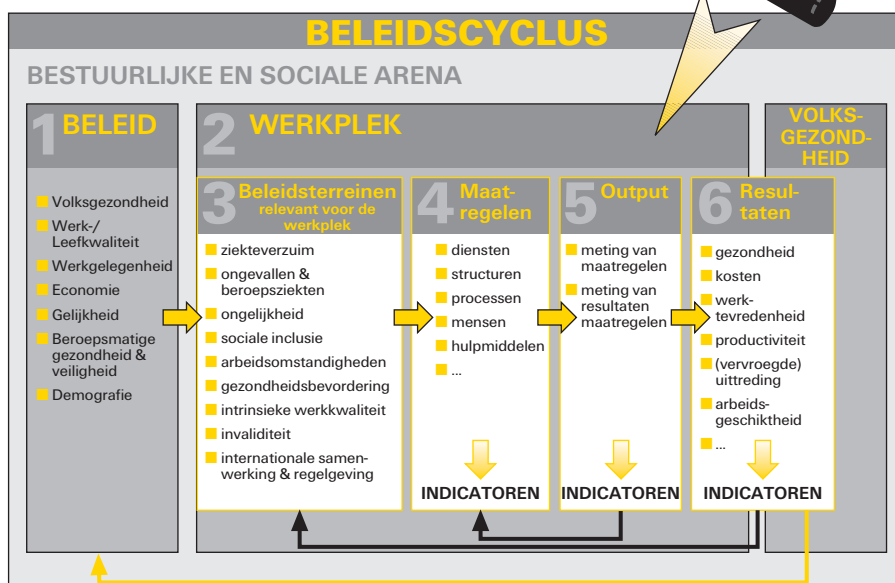 BELEIDSCYCLUS
BESTUURLIJKE EN SOCIALE ARENA
1 BELEID
Volksgezondheid
Werk-/
Leefkwaliteit
Werkgelegenheid
Economie
Gelijkheid
Beroepsmatige
gezondheid &
veiligheid
Demografie
2 WERKPLEK
3 Beleidsterreinen
relevant voor de
werkplek
ziekteverzuim
ongevallen &
beroepsziekten
ongelijkheid
sociale inclusie
arbeidsomstandigheden
gezondheidsbevordering
intrinsieke werkkwaliteit
invaliditeit
internationale samen-
werking & regelgeving
4 Maat-
regelen
diensten
structuren
processen
mensen
hulpmiddelen
...
INDICATOREN
5 Output
meting van
maatregelen
meting van
resultaten
maatregelen
INDICATOREN
VOLKS-
GEZOND-
HEID
6 Resul-
taten
gezondheid
kosten
werk-
tevredenheid
productiviteit
(vervroegde)
uittreding
arbeids-
geschiktheid
...
INDICATOREN